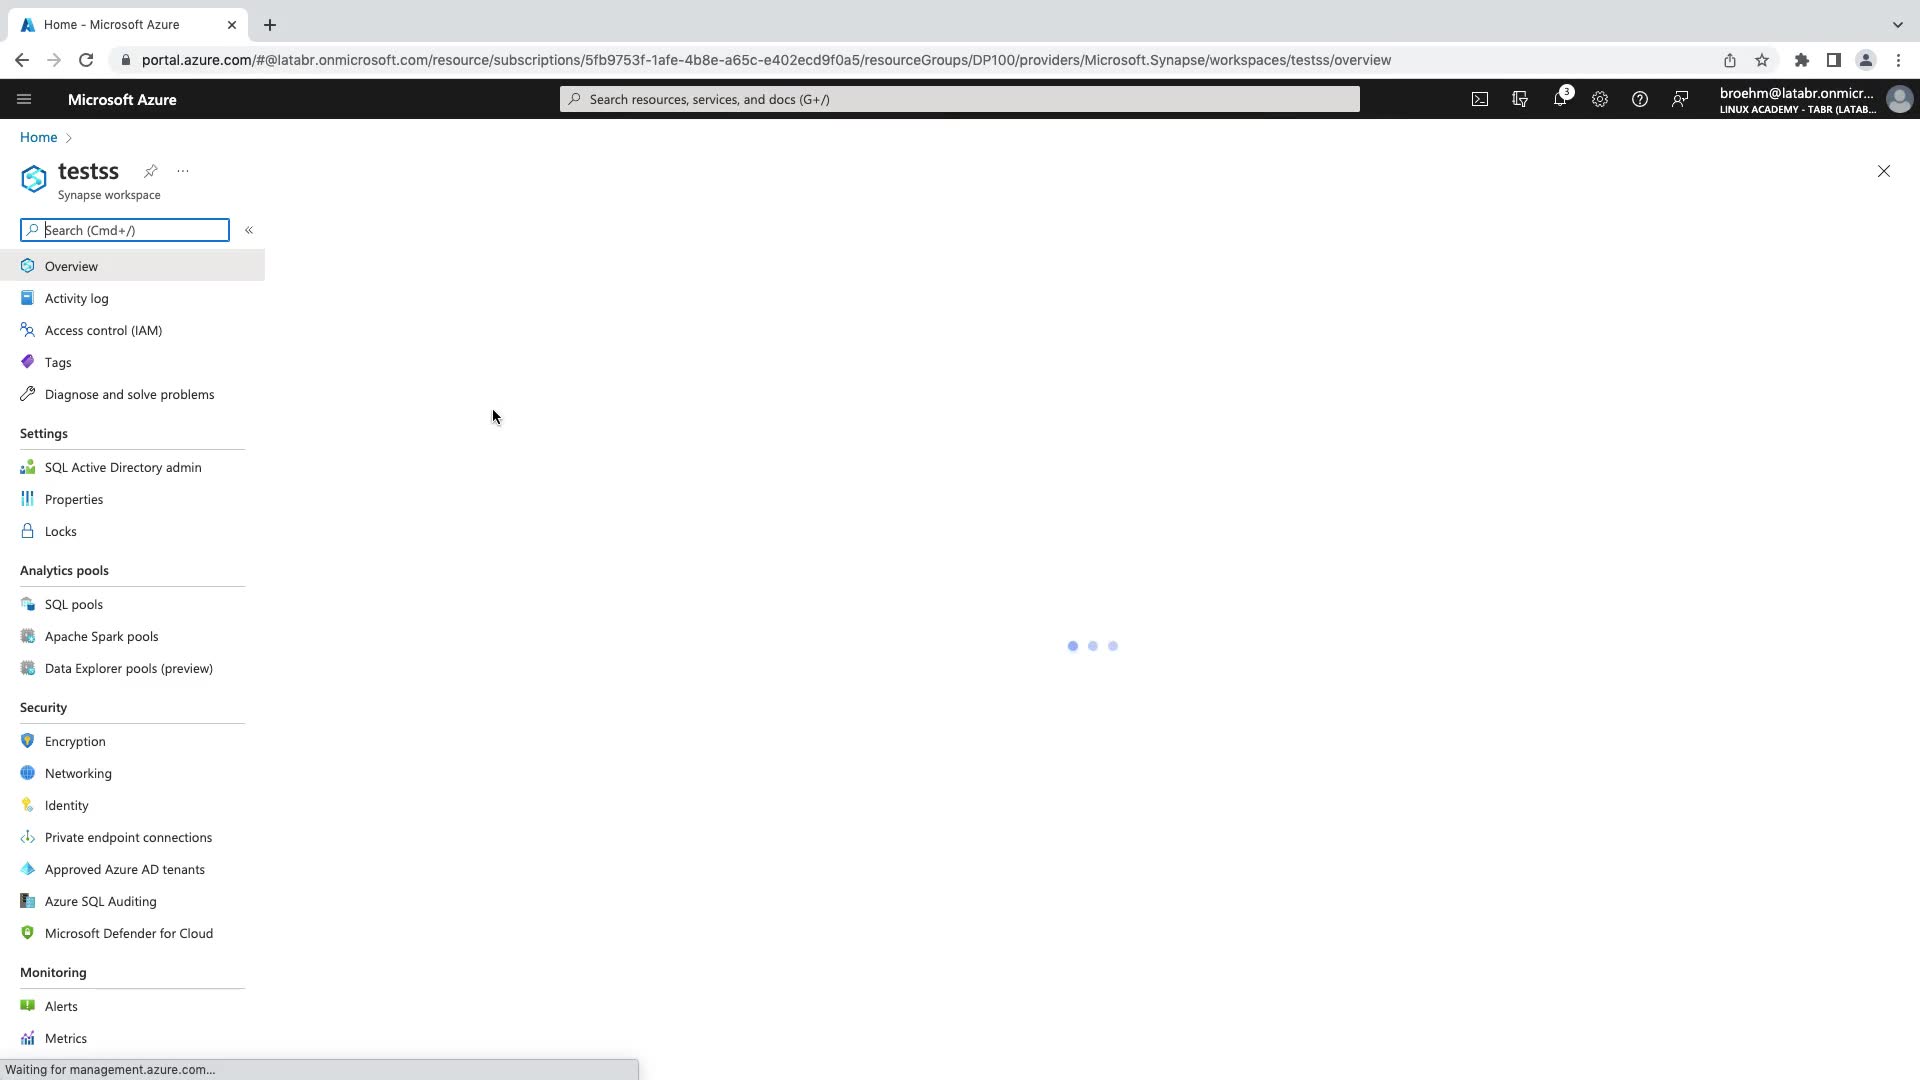 Home - Microsoft Azure
portal.azure.com/#@latabr.onmicrosoft.com/resource/subscriptions/5fb9753f-1afe-4b8e-a65c-e402ecd9f0a5/resourceGroups/DP100/providers/Microsoft.Synapse/workspaces/testss/overview
Microsoft Azure
Search resources, services, and docs (G+/)
3
broehm@latabr.onmicr...
LINUX ACADEMY - TABR (LATAB...
Home
testss
Synapse workspace
Search (Cmd+/)
Overview
Activity log
Access control (IAM)
Tags
Diagnose and solve problems
Settings
SQL Active Directory admin
Properties
Locks
Analytics pools
SQL pools
Apache Spark pools
Data Explorer pools (preview)
Security
Encryption
Networking
Identity
Private endpoint connections
Approved Azure AD tenants
Azure SQL Auditing
Microsoft Defender for Cloud
Monitoring
Alerts
Metrics
Waiting for management.azure.com...